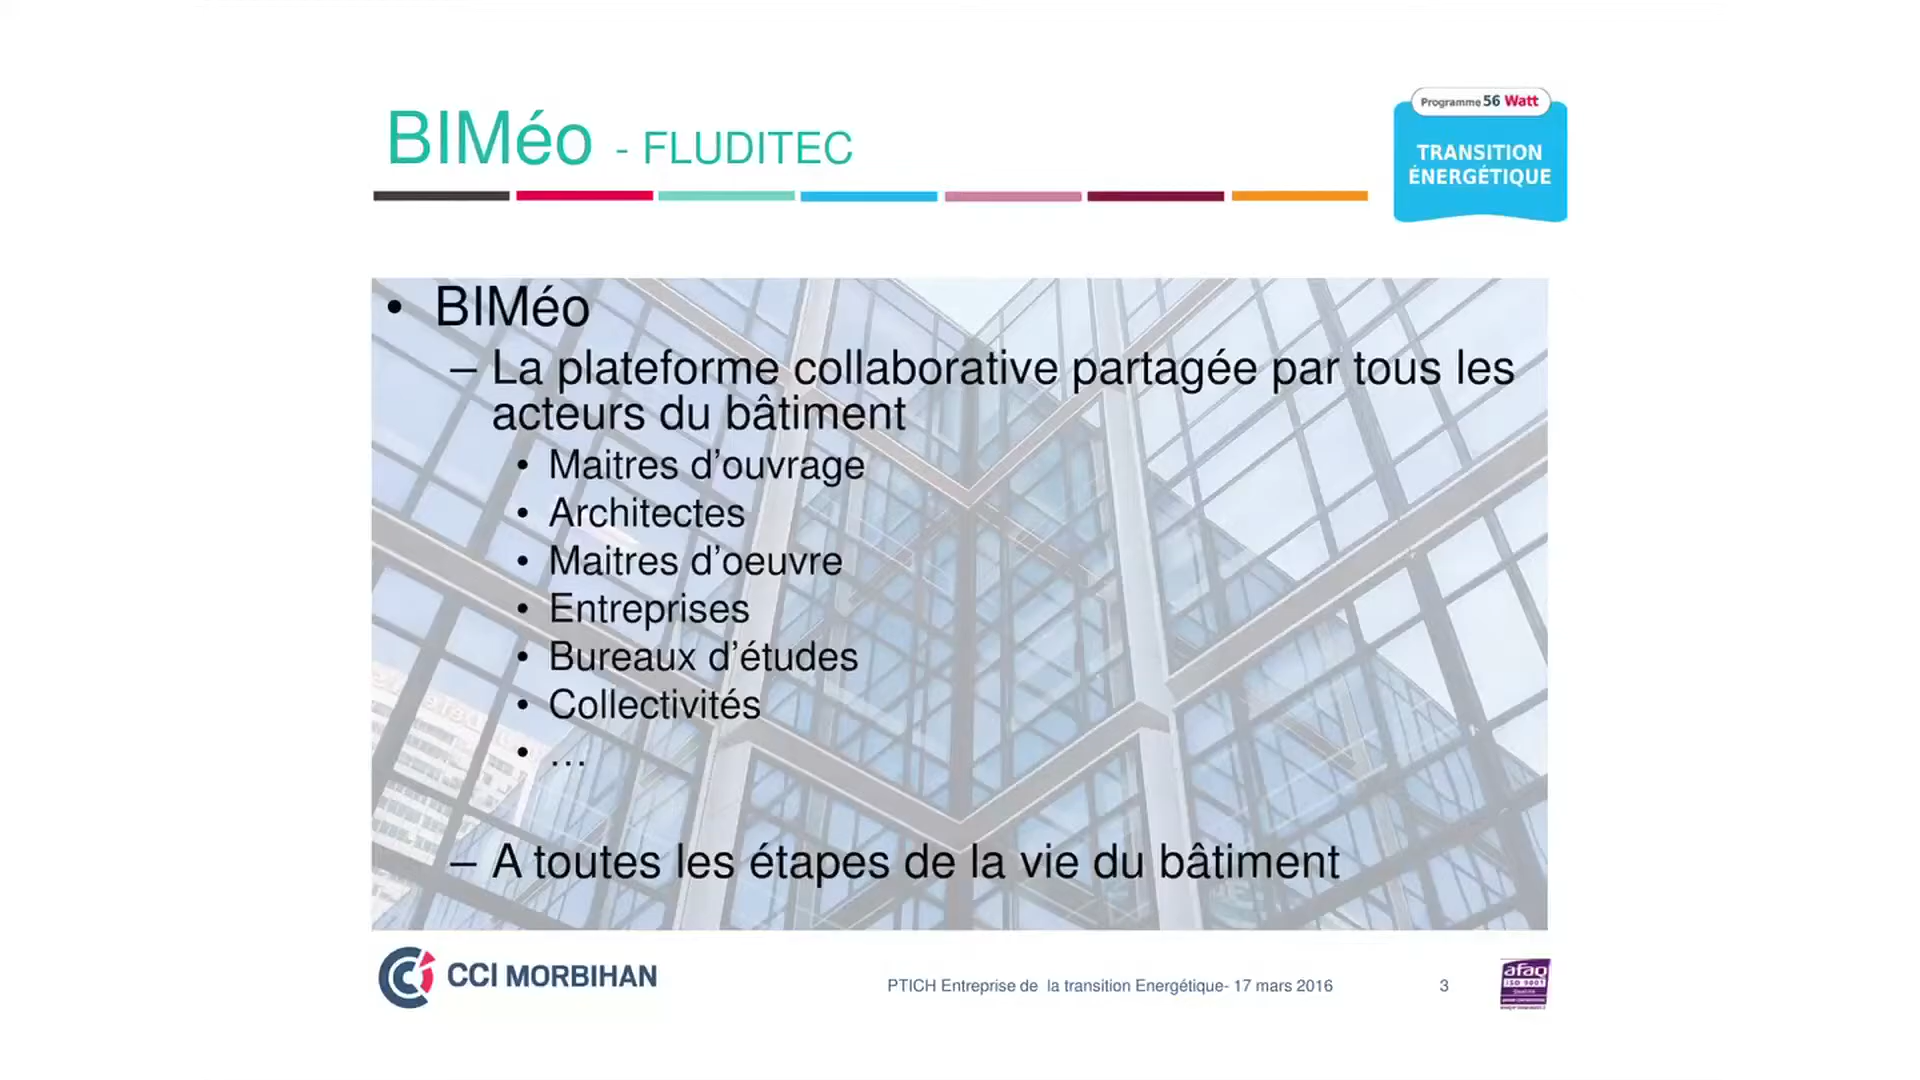 BIMéo - FLUDITEC
Programme 56 Watt
TRANSITION
ÉNERGÉTIQUE
• BIMéo
– La plateforme collaborative partagée par tous les
acteurs du bâtiment
• Maitres d’ouvrage
• Architectes
• Maitres d’oeuvre
• Entreprises
• Bureaux d’études
• Collectivités
• …
– A toutes les étapes de la vie du bâtiment
CCI MORBIHAN
PTICH Entreprise de la transition Energétique- 17 mars 2016
3
afaq
ISO 9001
Qualité